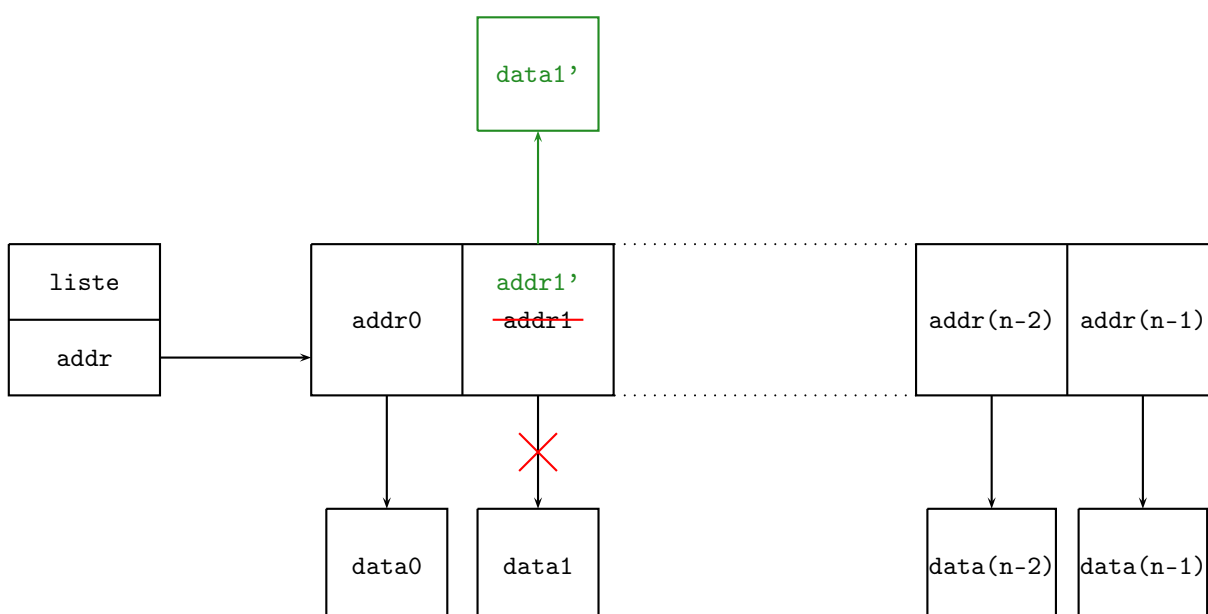 data1’
liste
addr
addr0
addr1’
addr1
addr(n-2)
addr(n-1)
data0
data1
data(n-2)
data(n-1)